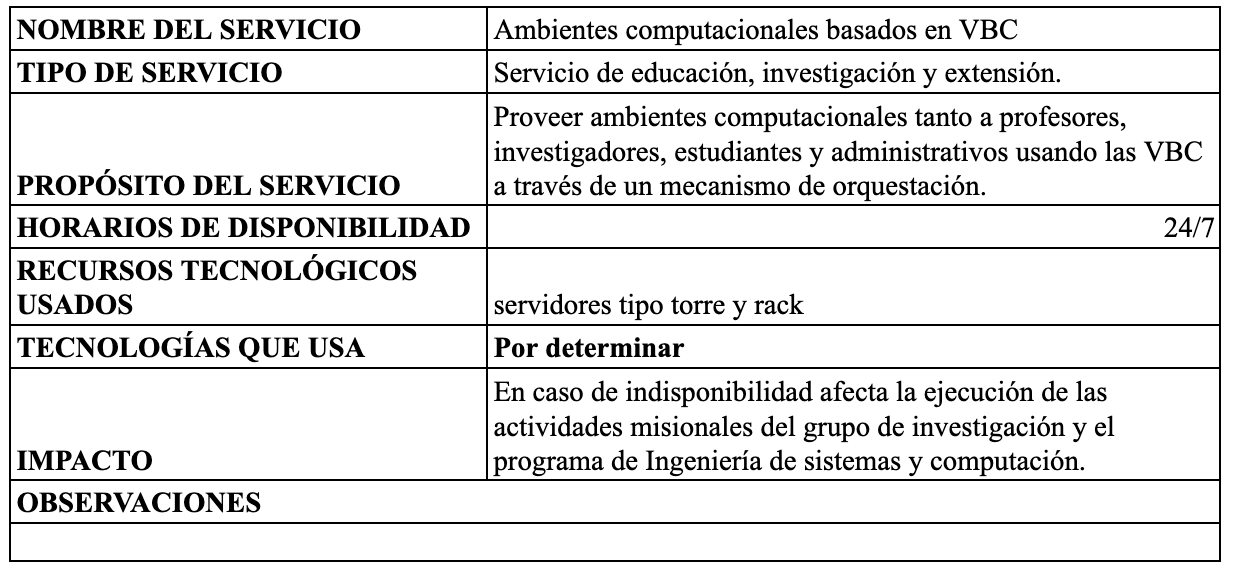 NOMBRE DEL SERVICIO
Ambientes computacionales basados en VBC
TIPO DE SERVICIO
Servicio de educación, investigación y extensión.
PROPÓSITO DEL SERVICIO
Proveer ambientes computacionales tanto a profesores,
investigadores, estudiantes y administrativos usando las VBC
a través de un mecanismo de orquestación.
HORARIOS DE DISPONIBILIDAD
24/7
RECURSOS TECNOLÓGICOS
USADOS
servidores tipo torre y rack
TECNOLOGÍAS QUE USA
Por determinar
IMPACTO
En caso de indisponibilidad afecta la ejecución de las
actividades misionales del grupo de investigación y el
programa de Ingeniería de sistemas y computación.
OBSERVACIONES